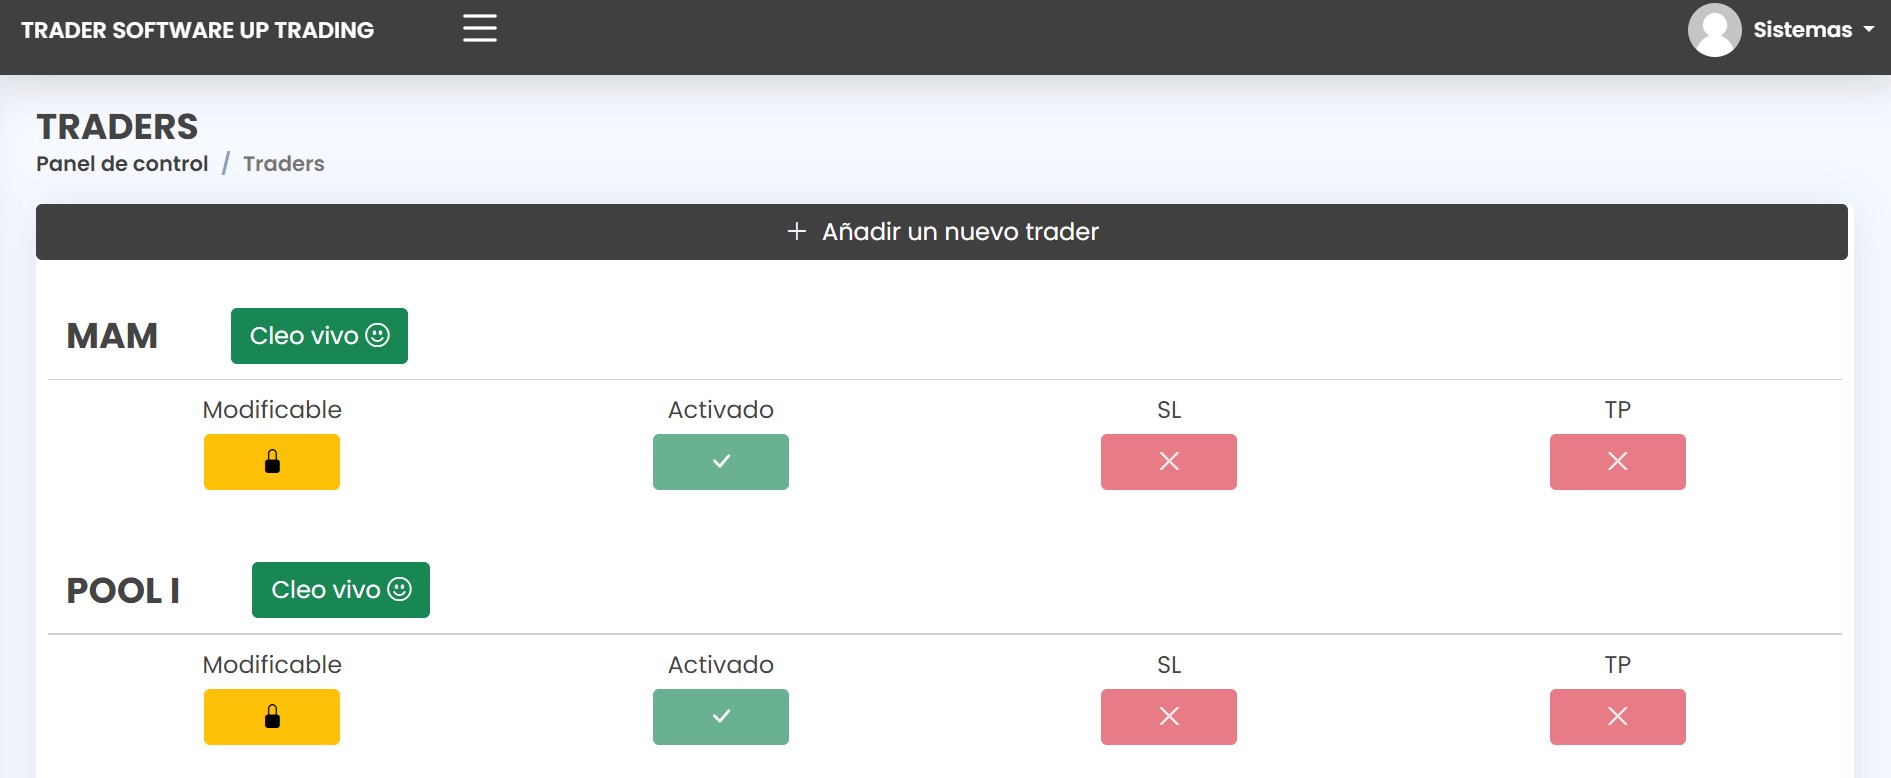 TRADER SOFTWARE UP TRADING
Sistemas
TRADERS
Panel de control / Traders
+ Añadir un nuevo trader
MAM
Cleo vivo
Modificable Activado SL TP
POOL I
Cleo vivo
Modificable Activado SL TP